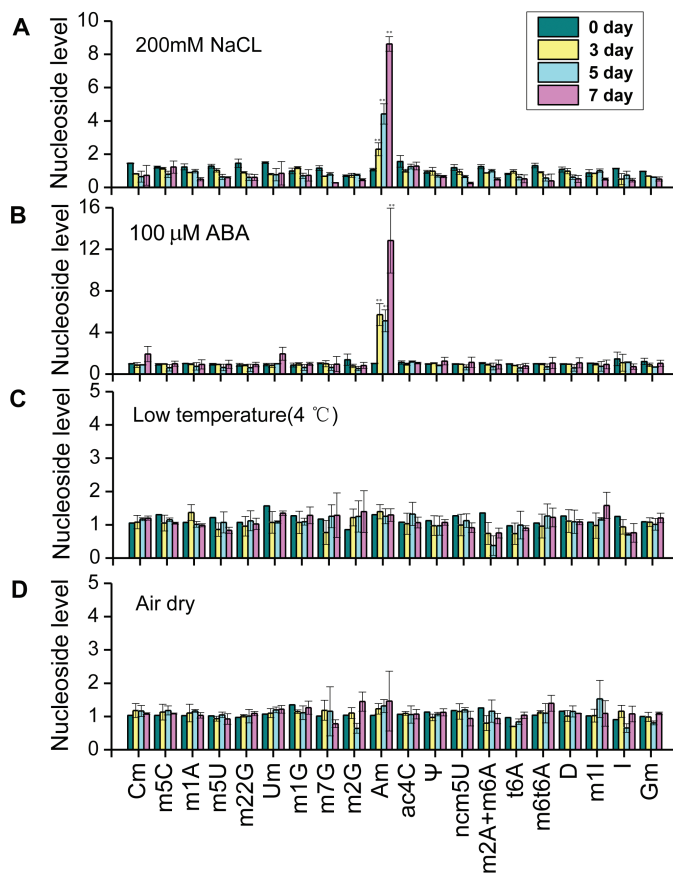 A
200mM NaCL
Nucleoside level
10
8
6
4
2
0
0 day
3 day
5 day
7 day
**
**
**
B
100 μM ABA
Nucleoside level
16
12
8
4
0
**
**
**
C
Low temperature(4 ℃)
Nucleoside level
5
4
3
2
1
0
D
Air dry
Nucleoside level
5
4
3
2
1
0
Cm
m5C
m1A
m5U
m22G
Um
m1G
m7G
m2G
Am
ac4C
Ψ
ncm5U
m2A+m6A
t6A
m6t6A
D
m1I
I
Gm